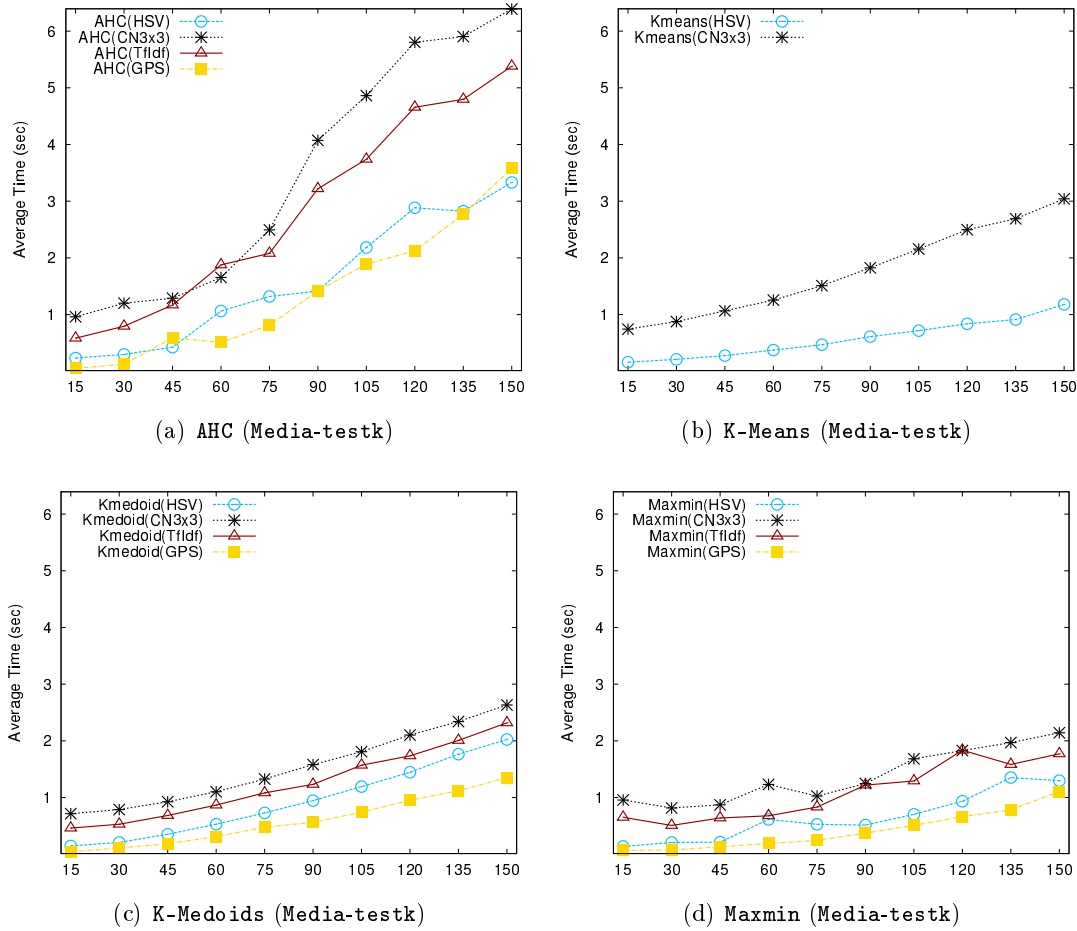 AHC(HSV)
AHC(CN3x3)
AHC(TfIdf)
AHC(GPS)
Average Time (sec)
6
5
4
3
2
1
15 30 45 60 75 90 105 120 135 150
(a) AHC (Media-testk)
Kmeans(HSV)
Kmeans(CN3x3)
Average Time (sec)
6
5
4
3
2
1
15 30 45 60 75 90 105 120 135 150
(b) K-Means (Media-testk)
Kmedoid(HSV)
Kmedoid(CN3x3)
Kmedoid(TfIdf)
Kmedoid(GPS)
Average Time (sec)
6
5
4
3
2
1
15 30 45 60 75 90 105 120 135 150
(c) K-Medoids (Media-testk)
Maxmin(HSV)
Maxmin(CN3x3)
Maxmin(TfIdf)
Maxmin(GPS)
Average Time (sec)
6
5
4
3
2
1
15 30 45 60 75 90 105 120 135 150
(d) Maxmin (Media-testk)